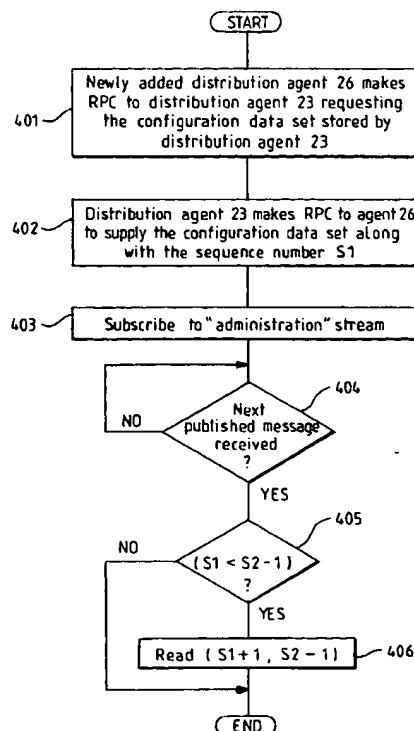 START
Newly added distribution agent 26 makes
RPC to distribution agent 23 requesting
the configuration data set stored by
distribution agent 23
401
Distribution agent 23 makes RPC to agent 26
to supply the configuration data set along
with the sequence number S1
402
Subscribe to "administration" stream
403
404
Next
published message
received
?
NO
YES
405
(S1 < S2-1)
?
NO
YES
Read (S1+1, S2-1)
406
END